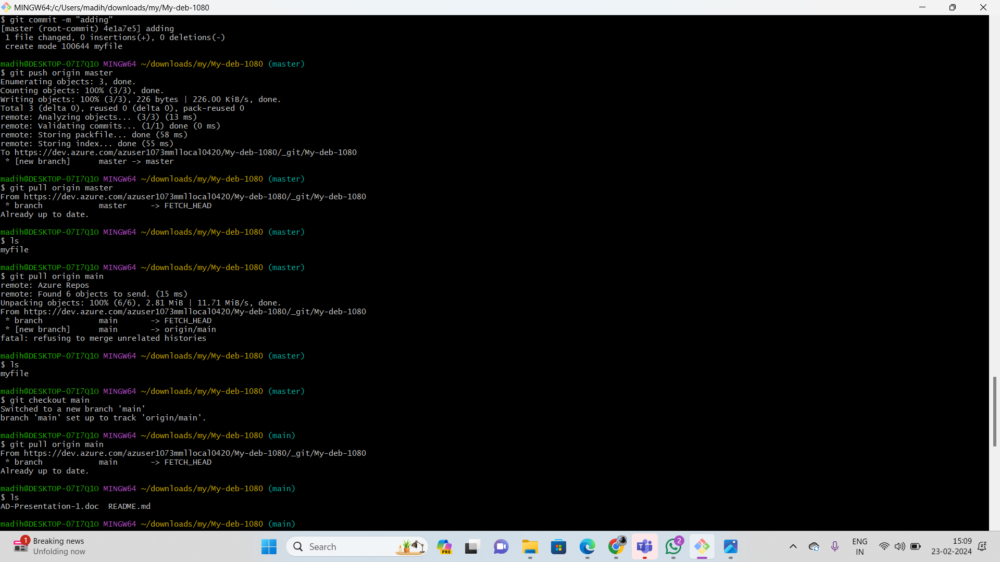 MINGW64:/c/Users/madih/downloads/my/My-deb-1080
$ git commit -m "adding"
[master (root-commit) 4e1a7e5] adding
1 file changed, 0 insertions(+), 0 deletions(-)
create mode 100644 myfile
madih@DESKTOP-07I7Q1O MINGW64 ~/downloads/my/My-deb-1080 (master)
$ git push origin master
Enumerating objects: 3, done.
Counting objects: 100% (3/3), done.
Writing objects: 100% (3/3), 226 bytes | 226.00 KiB/s, done.
Total 3 (delta 0), reused 0 (delta 0), pack-reused 0
remote: Analyzing objects... (3/3) (13 ms)
remote: Validating commits... (1/1) done (0 ms)
remote: Storing packfile... done (58 ms)
remote: Storing index... done (55 ms)
To https://dev.azure.com/azuser1073mmllocal0420/My-deb-1080/_git/My-deb-1080
* [new branch] master -> master
madih@DESKTOP-07I7Q1O MINGW64 ~/downloads/my/My-deb-1080 (master)
$ git pull origin master
From https://dev.azure.com/azuser1073mmllocal0420/My-deb-1080/_git/My-deb-1080
* branch master -> FETCH_HEAD
Already up to date.
madih@DESKTOP-07I7Q1O MINGW64 ~/downloads/my/My-deb-1080 (master)
$ ls
myfile
madih@DESKTOP-07I7Q1O MINGW64 ~/downloads/my/My-deb-1080 (master)
$ git pull origin main
remote: Azure Repos
remote: Found 6 objects to send. (15 ms)
Unpacking objects: 100% (6/6), 2.81 MiB | 11.71 MiB/s, done.
From https://dev.azure.com/azuser1073mmllocal0420/My-deb-1080/_git/My-deb-1080
* branch main -> FETCH_HEAD
* [new branch] main -> origin/main
fatal: refusing to merge unrelated histories
madih@DESKTOP-07I7Q1O MINGW64 ~/downloads/my/My-deb-1080 (master)
$ ls
myfile
madih@DESKTOP-07I7Q1O MINGW64 ~/downloads/my/My-deb-1080 (master)
$ git checkout main
Switched to a new branch 'main'
branch 'main' set up to track 'origin/main'.
madih@DESKTOP-07I7Q1O MINGW64 ~/downloads/my/My-deb-1080 (main)
$ git pull origin main
From https://dev.azure.com/azuser1073mmllocal0420/My-deb-1080/_git/My-deb-1080
* branch main -> FETCH_HEAD
Already up to date.
madih@DESKTOP-07I7Q1O MINGW64 ~/downloads/my/My-deb-1080 (main)
$ ls
AD-Presentation-1.doc README.md
madih@DESKTOP-07I7Q1O MINGW64 ~/downloads/my/My-deb-1080 (main)
1
Breaking news
Unfolding now
Search
PRE
2
ENG
IN
15:09
23-02-2024